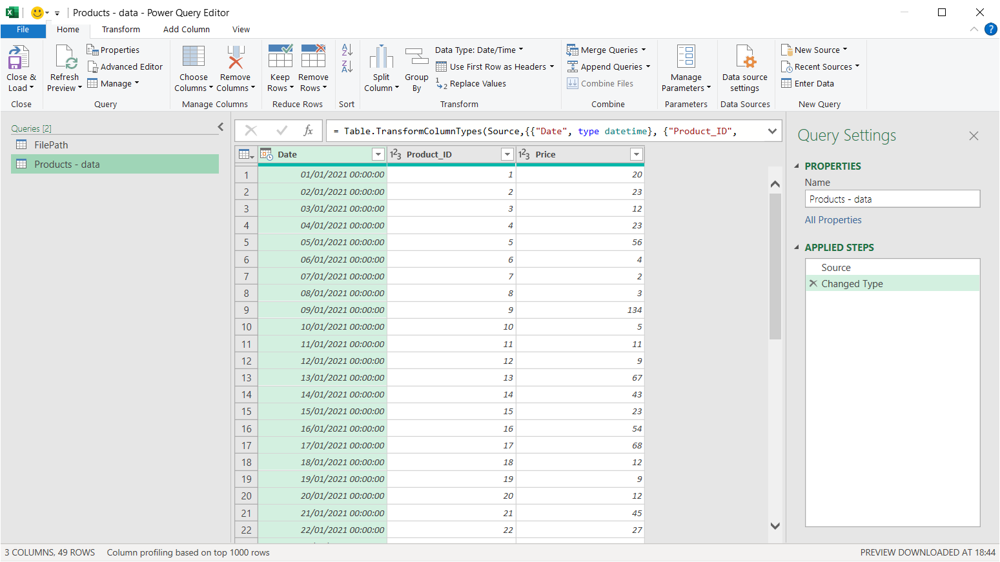 Products - data - Power Query Editor
File Home Transform Add Column View
Close & Load
Close
Refresh Preview
Properties
Advanced Editor
Manage
Query
Choose Columns
Remove Columns
Manage Columns
Keep Rows
Remove Rows
Reduce Rows
A Z
Z A
Sort
Split Column
Group By
Data Type: Date/Time
Use First Row as Headers
1 2 Replace Values
Transform
Merge Queries
Append Queries
Combine Files
Combine
Manage Parameters
Parameters
Data source settings
Data Sources
New Source
Recent Sources
Enter Data
New Query
?
Queries [2]
FilePath
Products - data
fx = Table.TransformColumnTypes(Source,{{"Date", type datetime}, {"Product_ID",
Date 123 Product_ID 123 Price
1 01/01/2021 00:00:00 1 20
2 02/01/2021 00:00:00 2 23
3 03/01/2021 00:00:00 3 12
4 04/01/2021 00:00:00 4 23
5 05/01/2021 00:00:00 5 56
6 06/01/2021 00:00:00 6 4
7 07/01/2021 00:00:00 7 2
8 08/01/2021 00:00:00 8 3
9 09/01/2021 00:00:00 9 134
10 10/01/2021 00:00:00 10 5
11 11/01/2021 00:00:00 11 11
12 12/01/2021 00:00:00 12 9
13 13/01/2021 00:00:00 13 67
14 14/01/2021 00:00:00 14 43
15 15/01/2021 00:00:00 15 23
16 16/01/2021 00:00:00 16 54
17 17/01/2021 00:00:00 17 68
18 18/01/2021 00:00:00 18 12
19 19/01/2021 00:00:00 19 9
20 20/01/2021 00:00:00 20 12
21 21/01/2021 00:00:00 21 45
22 22/01/2021 00:00:00 22 27
Query Settings
PROPERTIES
Name
Products - data
All Properties
APPLIED STEPS
Source
Changed Type
3 COLUMNS, 49 ROWS Column profiling based on top 1000 rows PREVIEW DOWNLOADED AT 18:44